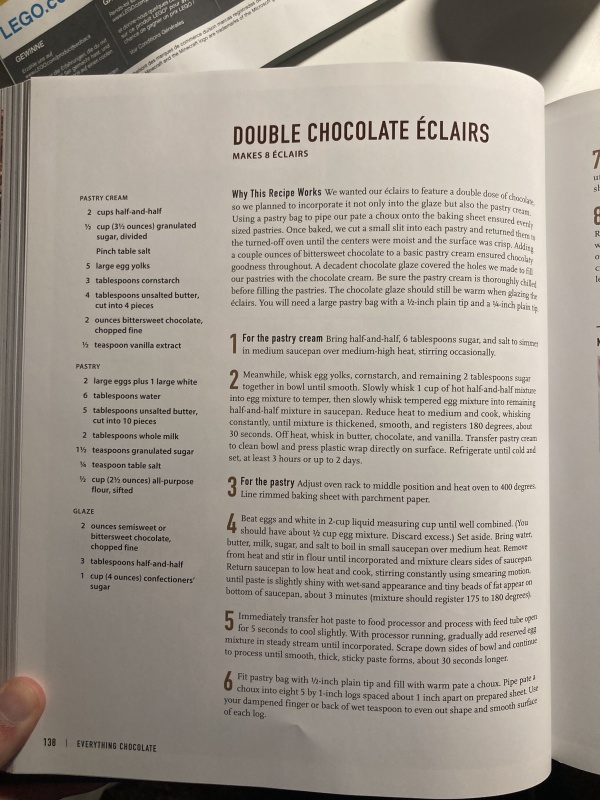 LEGO.co
GEWINNE
DOUBLE CHOCOLATE ÉCLAIRS
MAKES 8 ÉCLAIRS
PASTRY CREAM
2 cups half-and-half
½ cup (3½ ounces) granulated
sugar, divided
Pinch table salt
5 large egg yolks
3 tablespoons cornstarch
4 tablespoons unsalted butter,
cut into 4 pieces
2 ounces bittersweet chocolate,
chopped fine
½ teaspoon vanilla extract
PASTRY
2 large eggs plus 1 large white
6 tablespoons water
5 tablespoons unsalted butter,
cut into 10 pieces
2 tablespoons whole milk
1½ teaspoons granulated sugar
¼ teaspoon table salt
½ cup (2½ ounces) all-purpose
flour, sifted
GLAZE
2 ounces semisweet or
bittersweet chocolate,
chopped fine
3 tablespoons half-and-half
1 cup (4 ounces) confectioners'
sugar
Why This Recipe Works We wanted our éclairs to feature a double dose of chocolate,
so we planned to incorporate it not only into the glaze but also the pastry cream.
Using a pastry bag to pipe our pate a choux onto the baking sheet ensured evenly
sized pastries. Once baked, we cut a small slit into each pastry and returned them to
the turned-off oven until the centers were moist and the surface was crisp. Adding
a couple ounces of bittersweet chocolate to a basic pastry cream ensured chocolaty
goodness throughout. A decadent chocolate glaze covered the holes we made to fill
our pastries with the chocolate cream. Be sure the pastry cream is thoroughly chilled
before filling the pastries. The chocolate glaze should still be warm when glazing the
éclairs. You will need a large pastry bag with a ½-inch plain tip and a ¼-inch plain tip.
1 For the pastry cream Bring half-and-half, 6 tablespoons sugar, and salt to simmer
in medium saucepan over medium-high heat, stirring occasionally.
2 Meanwhile, whisk egg yolks, cornstarch, and remaining 2 tablespoons sugar
together in bowl until smooth. Slowly whisk 1 cup of hot half-and-half mixture
into egg mixture to temper, then slowly whisk tempered egg mixture into remaining
half-and-half mixture in saucepan. Reduce heat to medium and cook, whisking
constantly, until mixture is thickened, smooth, and registers 180 degrees, about
30 seconds. Off heat, whisk in butter, chocolate, and vanilla. Transfer pastry cream
to clean bowl and press plastic wrap directly on surface. Refrigerate until cold and
set, at least 3 hours or up to 2 days.
3 For the pastry Adjust oven rack to middle position and heat oven to 400 degrees.
Line rimmed baking sheet with parchment paper.
4 Beat eggs and white in 2-cup liquid measuring cup until well combined. (You
should have about ½ cup egg mixture. Discard excess.) Set aside. Bring water,
butter, milk, sugar, and salt to boil in small saucepan over medium heat. Remove
from heat and stir in flour until incorporated and mixture clears sides of saucepan.
Return saucepan to low heat and cook, stirring constantly using smearing motion,
until paste is slightly shiny with wet-sand appearance and tiny beads of fat appear on
bottom of saucepan, about 3 minutes (mixture should register 175 to 180 degrees).
5 Immediately transfer hot paste to food processor and process with feed tube open
for 5 seconds to cool slightly. With processor running, gradually add reserved egg
mixture in steady stream until incorporated. Scrape down sides of bowl and continue
to process until smooth, thick, sticky paste forms, about 30 seconds longer.
6 Fit pastry bag with ½-inch plain tip and fill with warm pate a choux. Pipe pate a
choux into eight 5 by 1-inch logs spaced about 1 inch apart on prepared sheet. Use
your dampened finger or back of wet teaspoon to even out shape and smooth surface
of each log.
138 | EVERYTHING CHOCOLATE
7
8